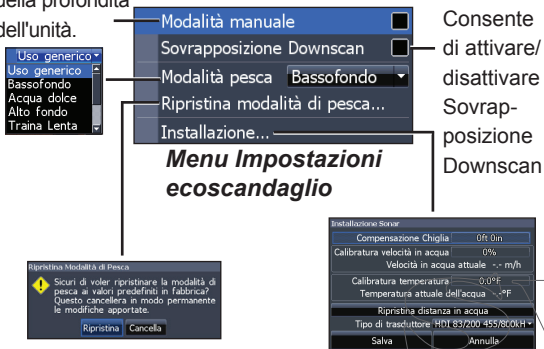 della profondità
dell'unità.
Modalità manuale
Sovrapposizione Downscan
Modalità pesca Bassofondo
Ripristina modalità di pesca...
Installazione...
Consente
di attivare/
disattivare
Sovrap-
posizione
Downscan
Uso generico
Uso generico
Bassofondo
Acqua dolce
Alto fondo
Traina Lenta
Menu Impostazioni
ecoscandaglio
Ripristina Modalità di Pesca
Sicuri di voler ripristinare la modalità di
pesca ai valori predefiniti in fabbrica?
Questo cancellera in modo permanente
le modifiche apportate.
Ripristina Cancella
Installazione Sonar
Compensazione Chiglia 0ft 0in
Calibratura velocità in acqua 0%
Velocità in acqua attuale -.- m/h
Calibratura temperatura 0.0°F
Temperatura attuale dell'acqua -.-°F
Ripristina distanza in acqua
Tipo di trasduttore HDI 83/200 455/800kH
Salva Annulla